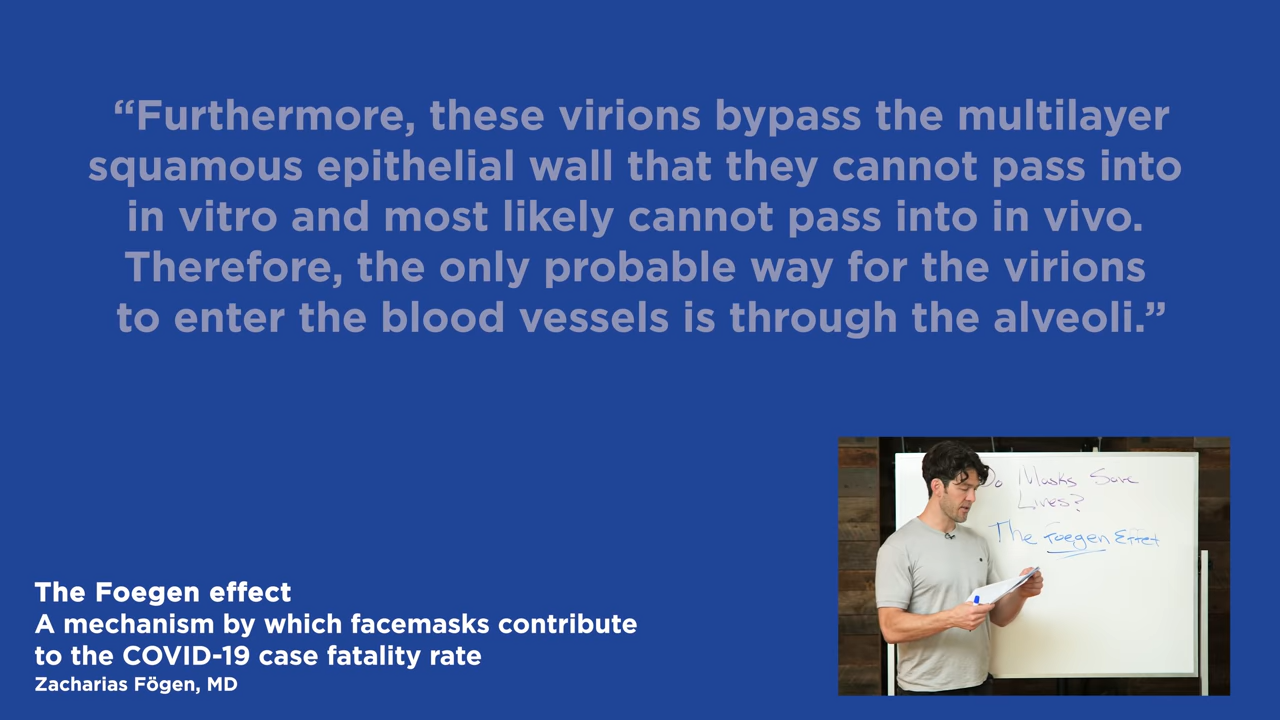 “Furthermore, these virions bypass the multilayer
squamous epithelial wall that they cannot pass into
in vitro and most likely cannot pass into in vivo.
Therefore, the only probable way for the virions
to enter the blood vessels is through the alveoli.”
Do Masks Save
Lives?
The Foegen Effet
The Foegen effect
A mechanism by which facemasks contribute
to the COVID-19 case fatality rate
Zacharias Fögen, MD